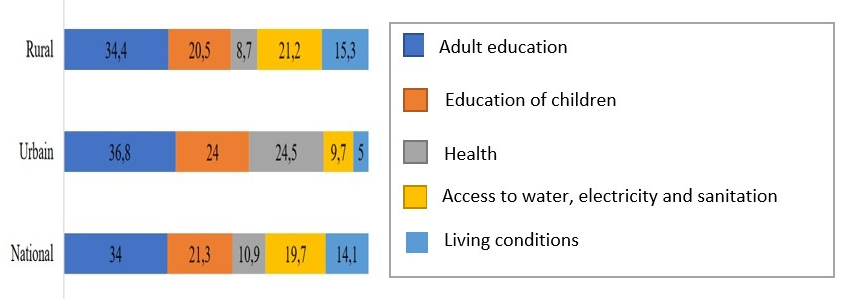 Rural 34,4 20,5 8,7 21,2 15,3
Urbain 36,8 24 24,5 9,7 5
National 34 21,3 10,9 19,7 14,1
Adult education
Education of children
Health
Access to water, electricity and sanitation
Living conditions